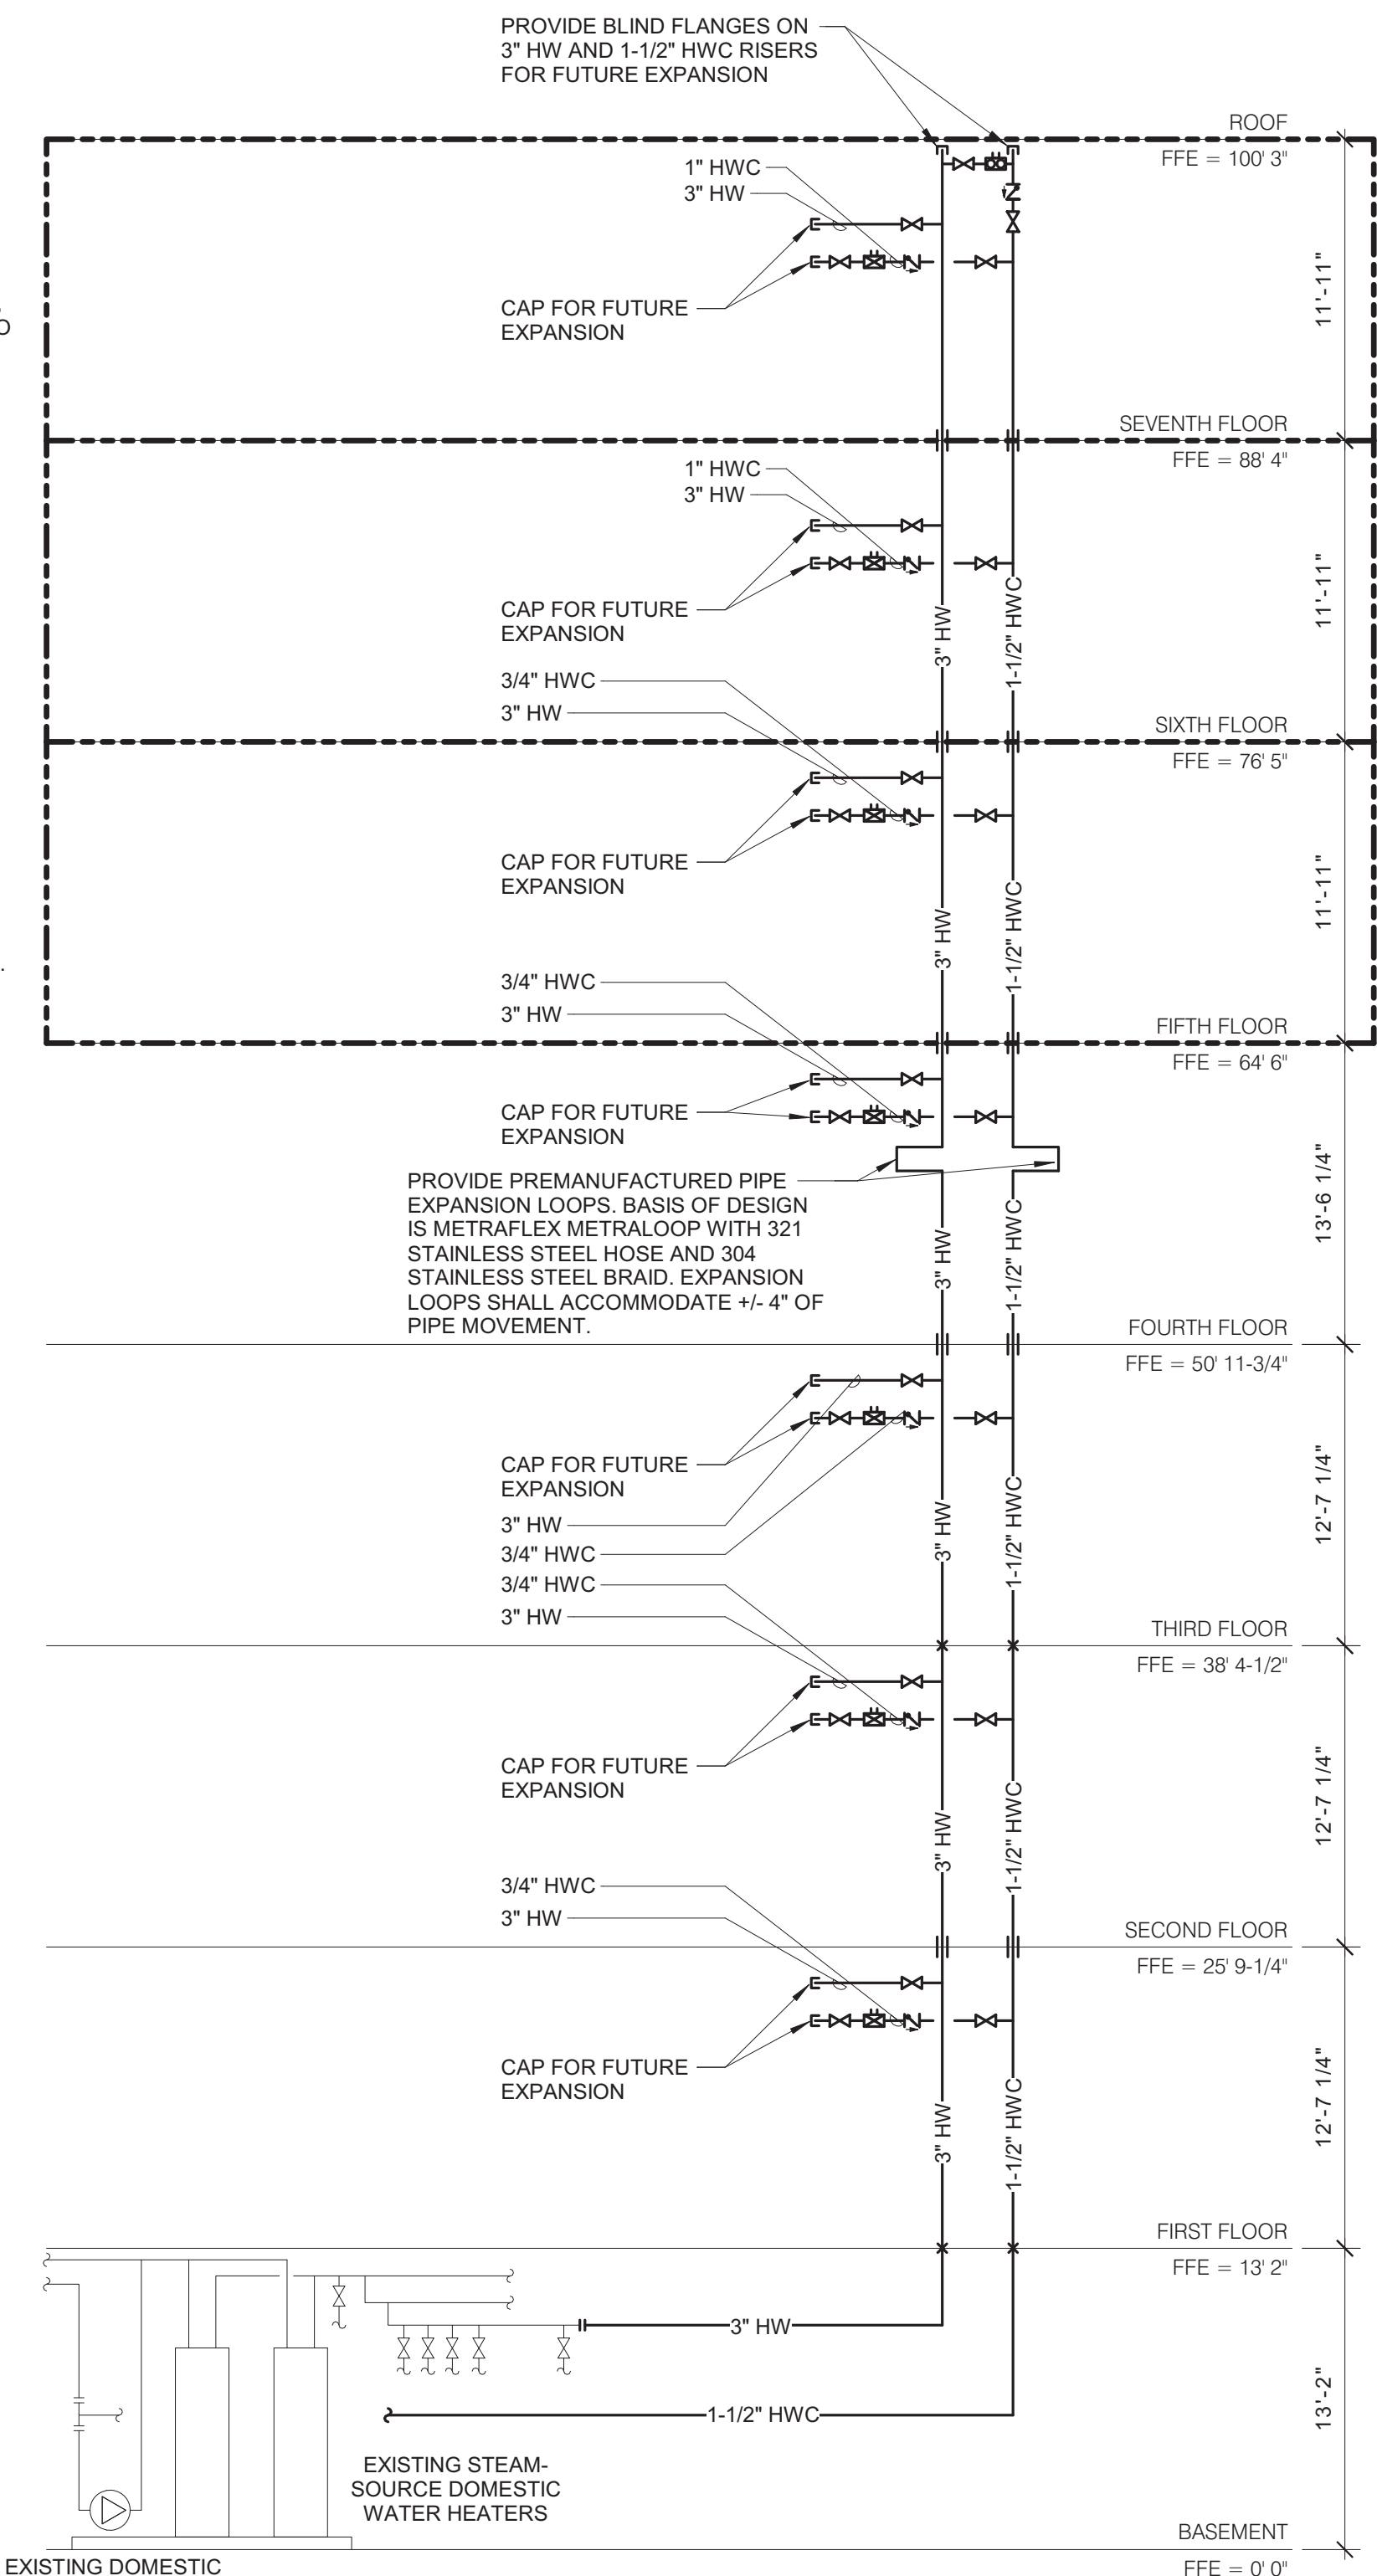 PROVIDE BLIND FLANGES ON
3" HW AND 1-1/2" HWC RISERS
FOR FUTURE EXPANSION
ROOF
FFE = 100' 3"
1" HWC
3" HW
CAP FOR FUTURE
EXPANSION
11'-11"
O
SEVENTH FLOOR
FFE = 88' 4"
1" HWC
3" HW
CAP FOR FUTURE
EXPANSION
3" HW
1-1/2" HWC
11'-11"
3/4" HWC
3" HW
SIXTH FLOOR
FFE = 76' 5"
CAP FOR FUTURE
EXPANSION
3" HW
1-1/2" HWC
11'-11"
3/4" HWC
3" HW
FIFTH FLOOR
FFE = 64' 6"
CAP FOR FUTURE
EXPANSION
PROVIDE PREMANUFACTURED PIPE
EXPANSION LOOPS. BASIS OF DESIGN
IS METRAFLEX METRALOOP WITH 321
STAINLESS STEEL HOSE AND 304
STAINLESS STEEL BRAID. EXPANSION
LOOPS SHALL ACCOMMODATE +/- 4" OF
PIPE MOVEMENT.
3" HW
1-1/2" HWC
13'-6 1/4"
FOURTH FLOOR
FFE = 50' 11-3/4"
CAP FOR FUTURE
EXPANSION
3" HW
3/4" HWC
3" HW
1-1/2" HWC
12'-7 1/4"
3/4" HWC
3" HW
THIRD FLOOR
FFE = 38' 4-1/2"
CAP FOR FUTURE
EXPANSION
3" HW
1-1/2" HWC
12'-7 1/4"
3/4" HWC
3" HW
SECOND FLOOR
FFE = 25' 9-1/4"
CAP FOR FUTURE
EXPANSION
3" HW
1-1/2" HWC
12'-7 1/4"
FIRST FLOOR
FFE = 13' 2"
3" HW
1-1/2" HWC
13'-2"
EXISTING STEAM-
SOURCE DOMESTIC
WATER HEATERS
BASEMENT
FFE = 0' 0"
EXISTING DOMESTIC